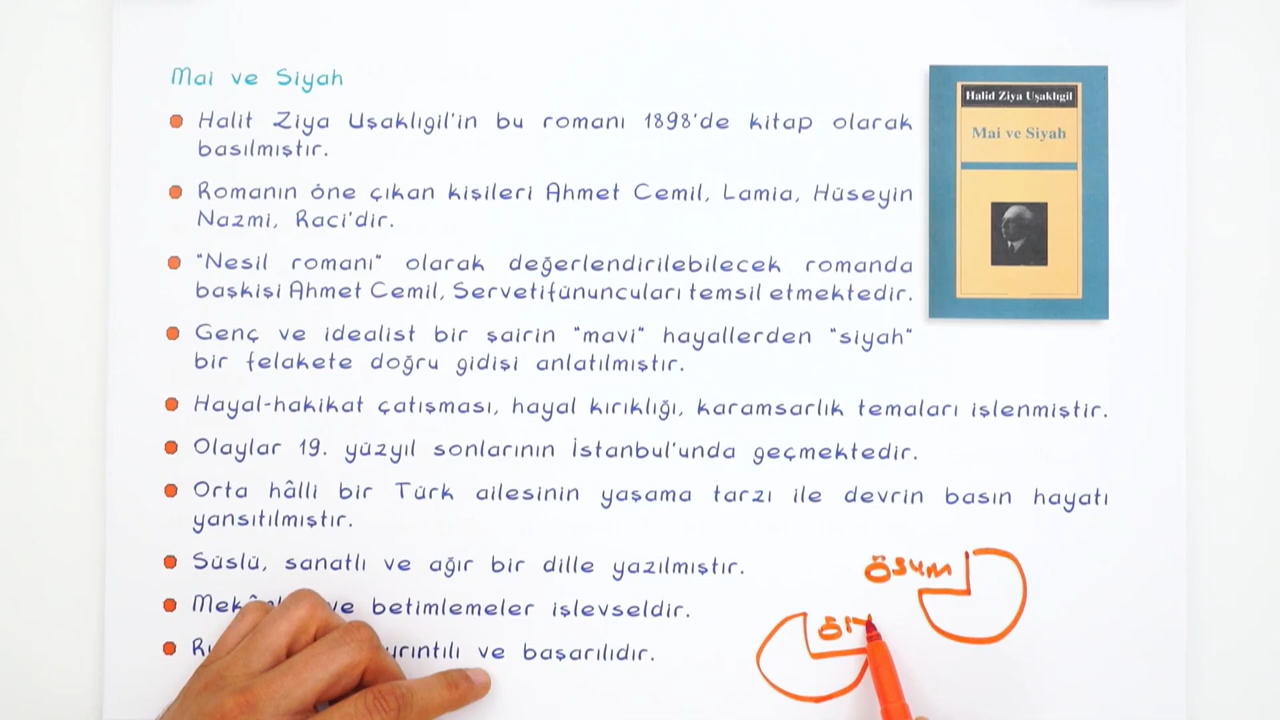 Mai ve Siyah
Halit Ziya Uşaklıgil'in bu romanı 1898'de kitap olarak
basılmıştır.
Romanın öne çıkan kişileri Ahmet Cemil, Lamia, Hüseyin
Nazmi, Raci'dir.
"Nesil romanı" olarak değerlendirilebilecek romanda
başkişi Ahmet Cemil, Servetifünuncuları temsil etmektedir.
Genç ve idealist bir şairin "mavi" hayallerden "siyah"
bir felakete doğru gidişi anlatılmıştır.
Hayal-hakikat çatışması, hayal kırıklığı, karamsarlık temaları işlenmiştir.
Olaylar 19. yüzyıl sonlarının İstanbul'unda geçmektedir.
Orta hâlli bir Türk ailesinin yaşama tarzı ile devrin basın hayatı
yansıtılmıştır.
Süslü, sanatlı ve ağır bir dille yazılmıştır.
ve betimlemeler işlevseldir.
ve başarılıdır.
Halid Ziya Uşaklıgil
Mai ve Siyah